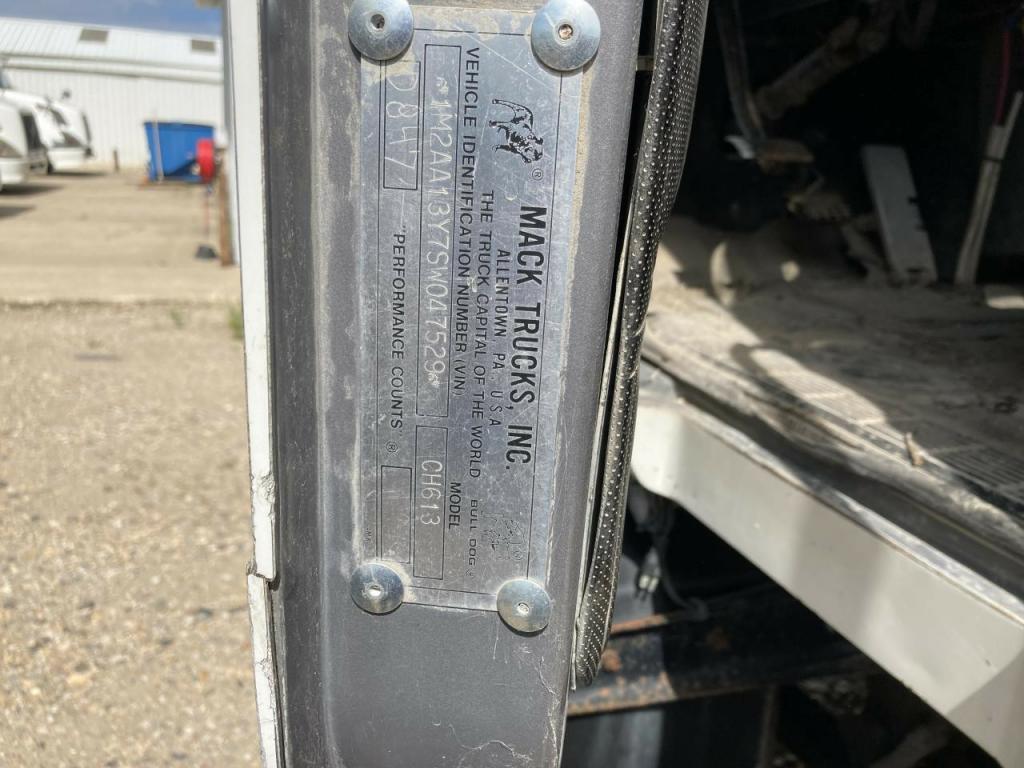 ®
MACK TRUCKS, INC.
ALLENTOWN, PA. U.S.A.
THE TRUCK CAPITAL OF THE WORLD
BULL DOG®
VEHICLE IDENTIFICATION NUMBER (VIN)
MODEL
1M2AA13Y7SW047529
CH613
D8477
"PERFORMANCE COUNTS"®